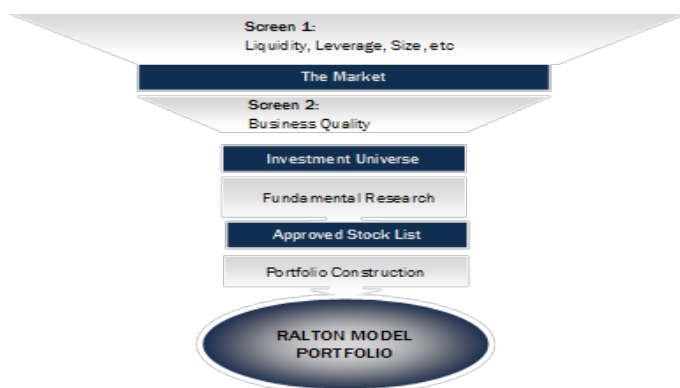 Screen 1:
Liquidity, Leverage, Size, etc
The Market
Screen 2:
Business Quality
Investment Universe
Fundamental Research
Approved Stock List
Portfolio Construction
RALTON MODEL
PORTFOLIO